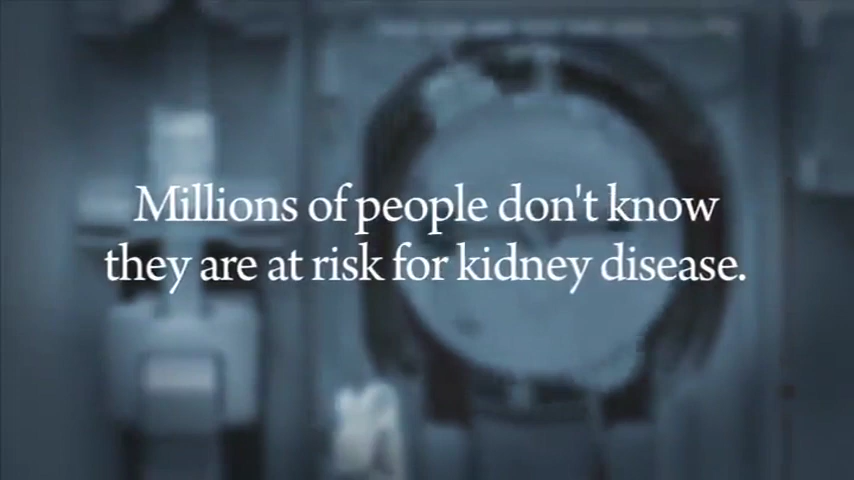 Millions of people don't know
they are at risk for kidney disease.